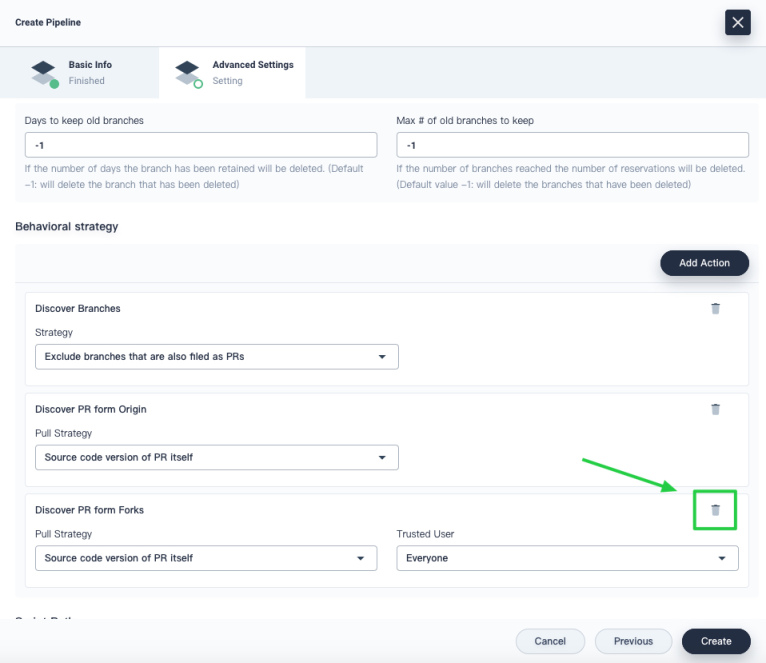 Create Pipeline
Basic Info
Finished
Advanced Settings
Setting
Days to keep old branches
-1
If the number of days the branch has been retained will be deleted. (Default
-1: will delete the branch that has been deleted)
Max # of old branches to keep
-1
If the number of branches reached the number of reservations will be deleted.
(Default value -1: will delete the branches that have been deleted)
Behavioral strategy
Add Action
Discover Branches
Strategy
Exclude branches that are also filed as PRs
Discover PR form Origin
Pull Strategy
Source code version of PR itself
Discover PR form Forks
Pull Strategy
Source code version of PR itself
Trusted User
Everyone
Cancel
Previous
Create